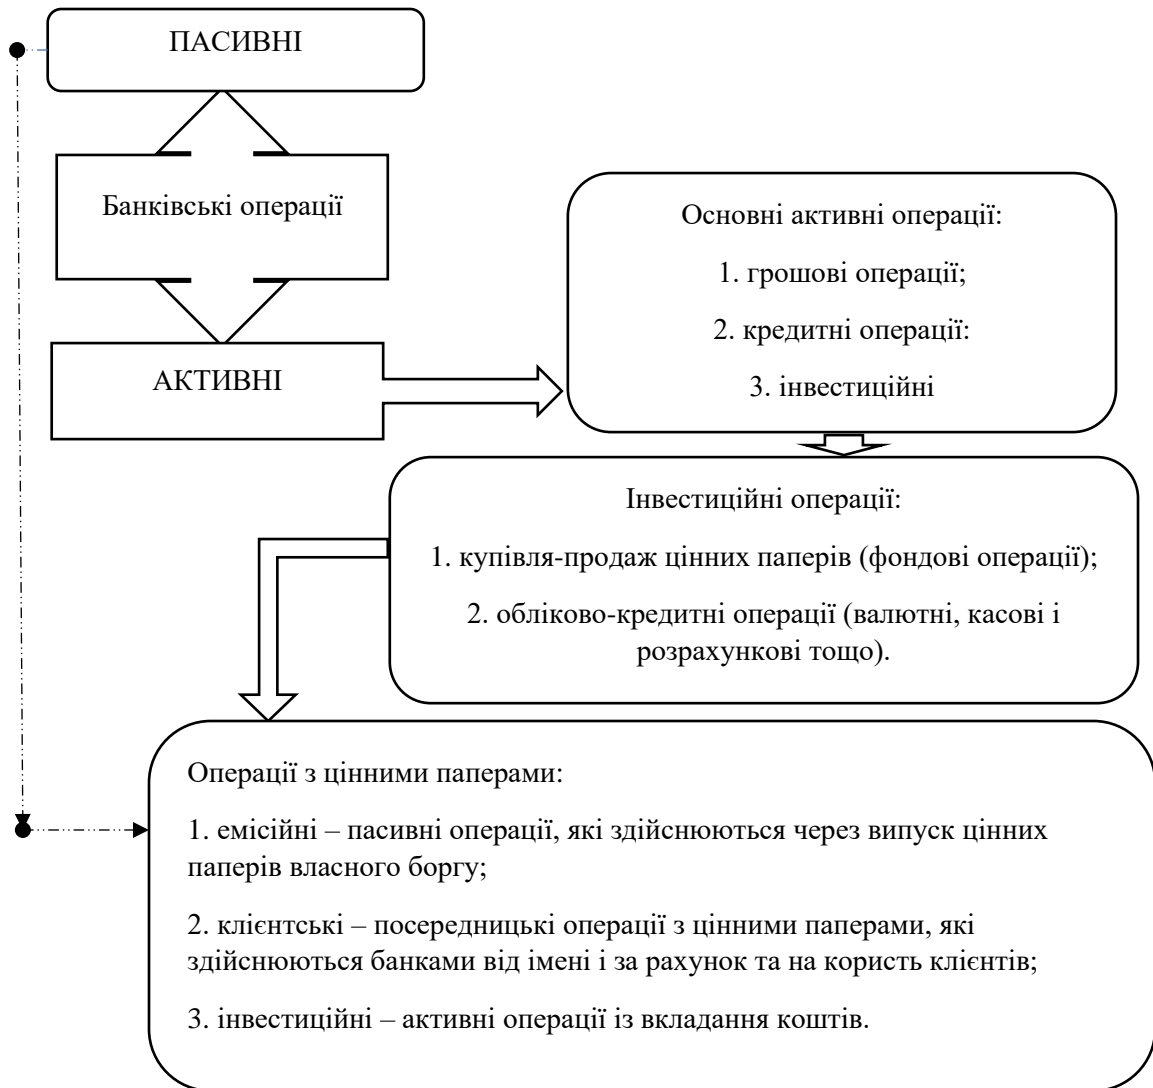 ПАСИВНІ
Банківські операції
АКТИВНІ
Основні активні операції:
1. грошові операції;
2. кредитні операції:
3. інвестиційні
Інвестиційні операції:
1. купівля-продаж цінних паперів (фондові операції);
2. обліково-кредитні операції (валютні, касові і
розрахункові тощо).
Операції з цінними паперами:
1. емісійні – пасивні операції, які здійснюються через випуск цінних
паперів власного боргу;
2. клієнтські – посередницькі операції з цінними паперами, які
здійснюються банками від імені і за рахунок та на користь клієнтів;
3. інвестиційні – активні операції із вкладання коштів.